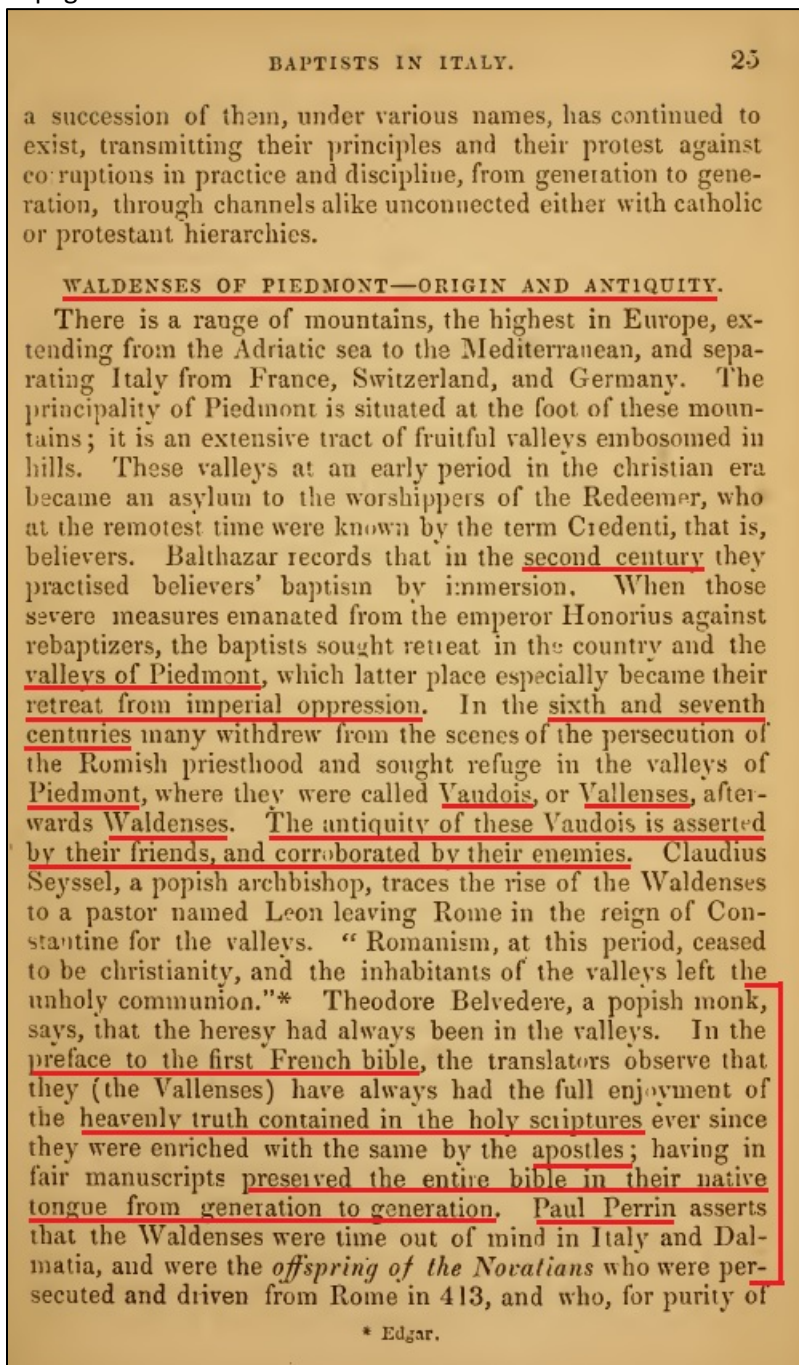 BAPTISTS IN ITALY. 25
a succession of them, under various names, has continued to
exist, transmitting their principles and their protest against
corruptions in practice and discipline, from generation to gene-
ration, through channels alike unconnected either with catholic
or protestant hierarchies.
WALDENSES OF PIEDMONT—ORIGIN AND ANTIQUITY.
There is a range of mountains, the highest in Europe, ex-
tending from the Adriatic sea to the Mediterranean, and sepa-
rating Italy from France, Switzerland, and Germany. The
principality of Piedmont is situated at the foot of these moun-
tains; it is an extensive tract of fruitful valleys embosomed in
hills. These valleys at an early period in the christian era
became an asylum to the worshippers of the Redeemer, who
at the remotest time were known by the term Credenti, that is,
believers. Balthazar records that in the second century they
practised believers' baptism by immersion. When those
severe measures emanated from the emperor Honorius against
rebaptizers, the baptists sought retreat in the country and the
valleys of Piedmont, which latter place especially became their
retreat from imperial oppression. In the sixth and seventh
centuries many withdrew from the scenes of the persecution of
the Romish priesthood and sought refuge in the valleys of
Piedmont, where they were called Vaudois, or Vallenses, after-
wards Waldenses. The antiquity of these Vaudois is asserted
by their friends, and corroborated by their enemies. Claudius
Seyssel, a popish archbishop, traces the rise of the Waldenses
to a pastor named Leon leaving Rome in the reign of Con-
stantine for the valleys. “Romanism, at this period, ceased
to be christianity, and the inhabitants of the valleys left the
unholy communion."* Theodore Belvedere, a popish monk,
says, that the heresy had always been in the valleys. In the
preface to the first French bible, the translators observe that
they (the Vallenses) have always had the full enjoyment of
the heavenly truth contained in the holy scriptures ever since
they were enriched with the same by the apostles; having in
fair manuscripts preserved the entire bible in their native
tongue from generation to generation. Paul Perrin asserts
that the Waldenses were time out of mind in Italy and Dal-
matia, and were the offspring of the Novatians who were per-
secuted and driven from Rome in 413, and who, for purity of
* Edgar.